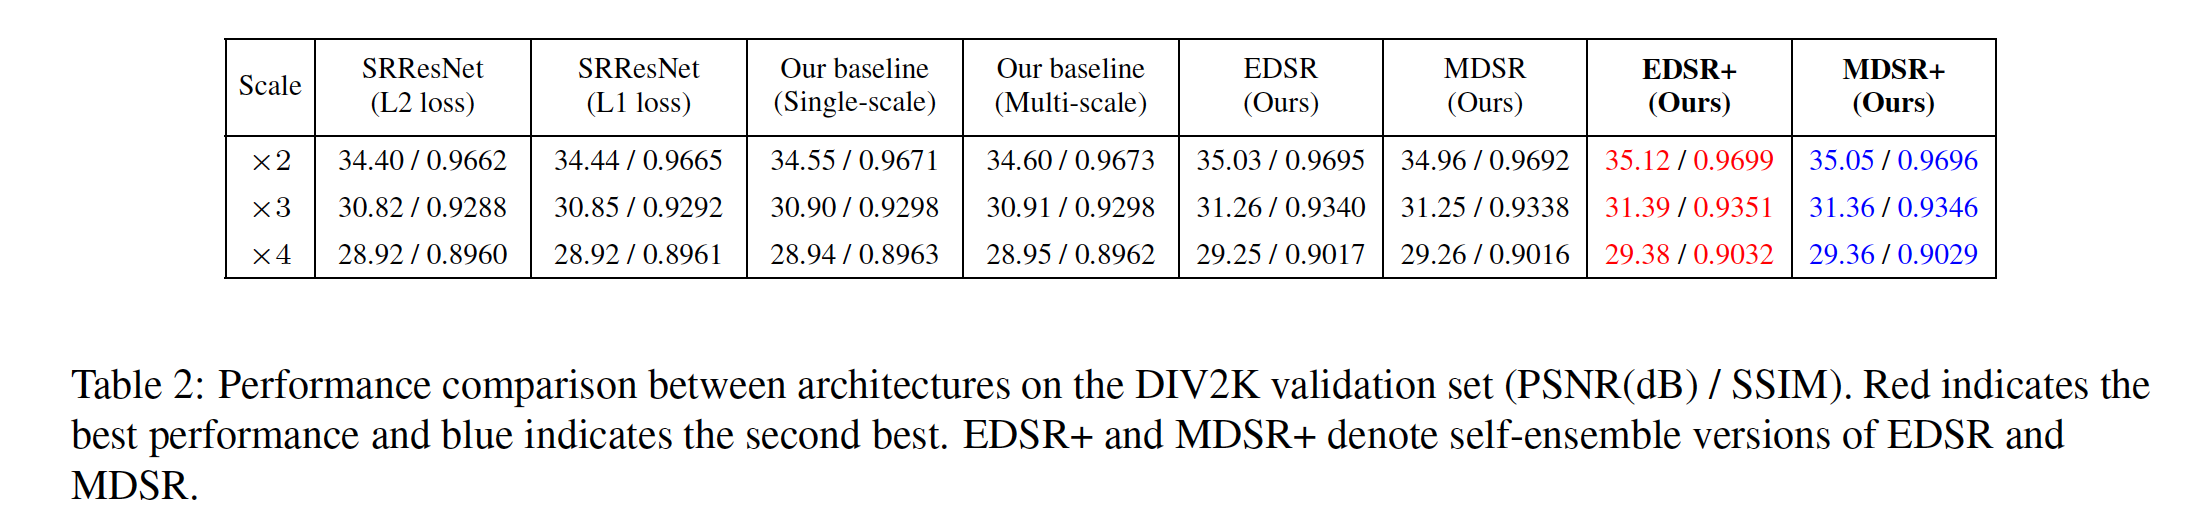 Scale SRResNet (L2 loss) SRResNet (L1 loss) Our baseline (Single-scale) Our baseline (Multi-scale) EDSR (Ours) MDSR (Ours) EDSR+ (Ours) MDSR+ (Ours)
×2 34.40 / 0.9662 34.44 / 0.9665 34.55 / 0.9671 34.60 / 0.9673 35.03 / 0.9695 34.96 / 0.9692 35.12 / 0.9699 35.05 / 0.9696
×3 30.82 / 0.9288 30.85 / 0.9292 30.90 / 0.9298 30.91 / 0.9298 31.26 / 0.9340 31.25 / 0.9338 31.39 / 0.9351 31.36 / 0.9346
×4 28.92 / 0.8960 28.92 / 0.8961 28.94 / 0.8963 28.95 / 0.8962 29.25 / 0.9017 29.26 / 0.9016 29.38 / 0.9032 29.36 / 0.9029
Table 2: Performance comparison between architectures on the DIV2K validation set (PSNR(dB) / SSIM). Red indicates the
best performance and blue indicates the second best. EDSR+ and MDSR+ denote self-ensemble versions of EDSR and
MDSR.